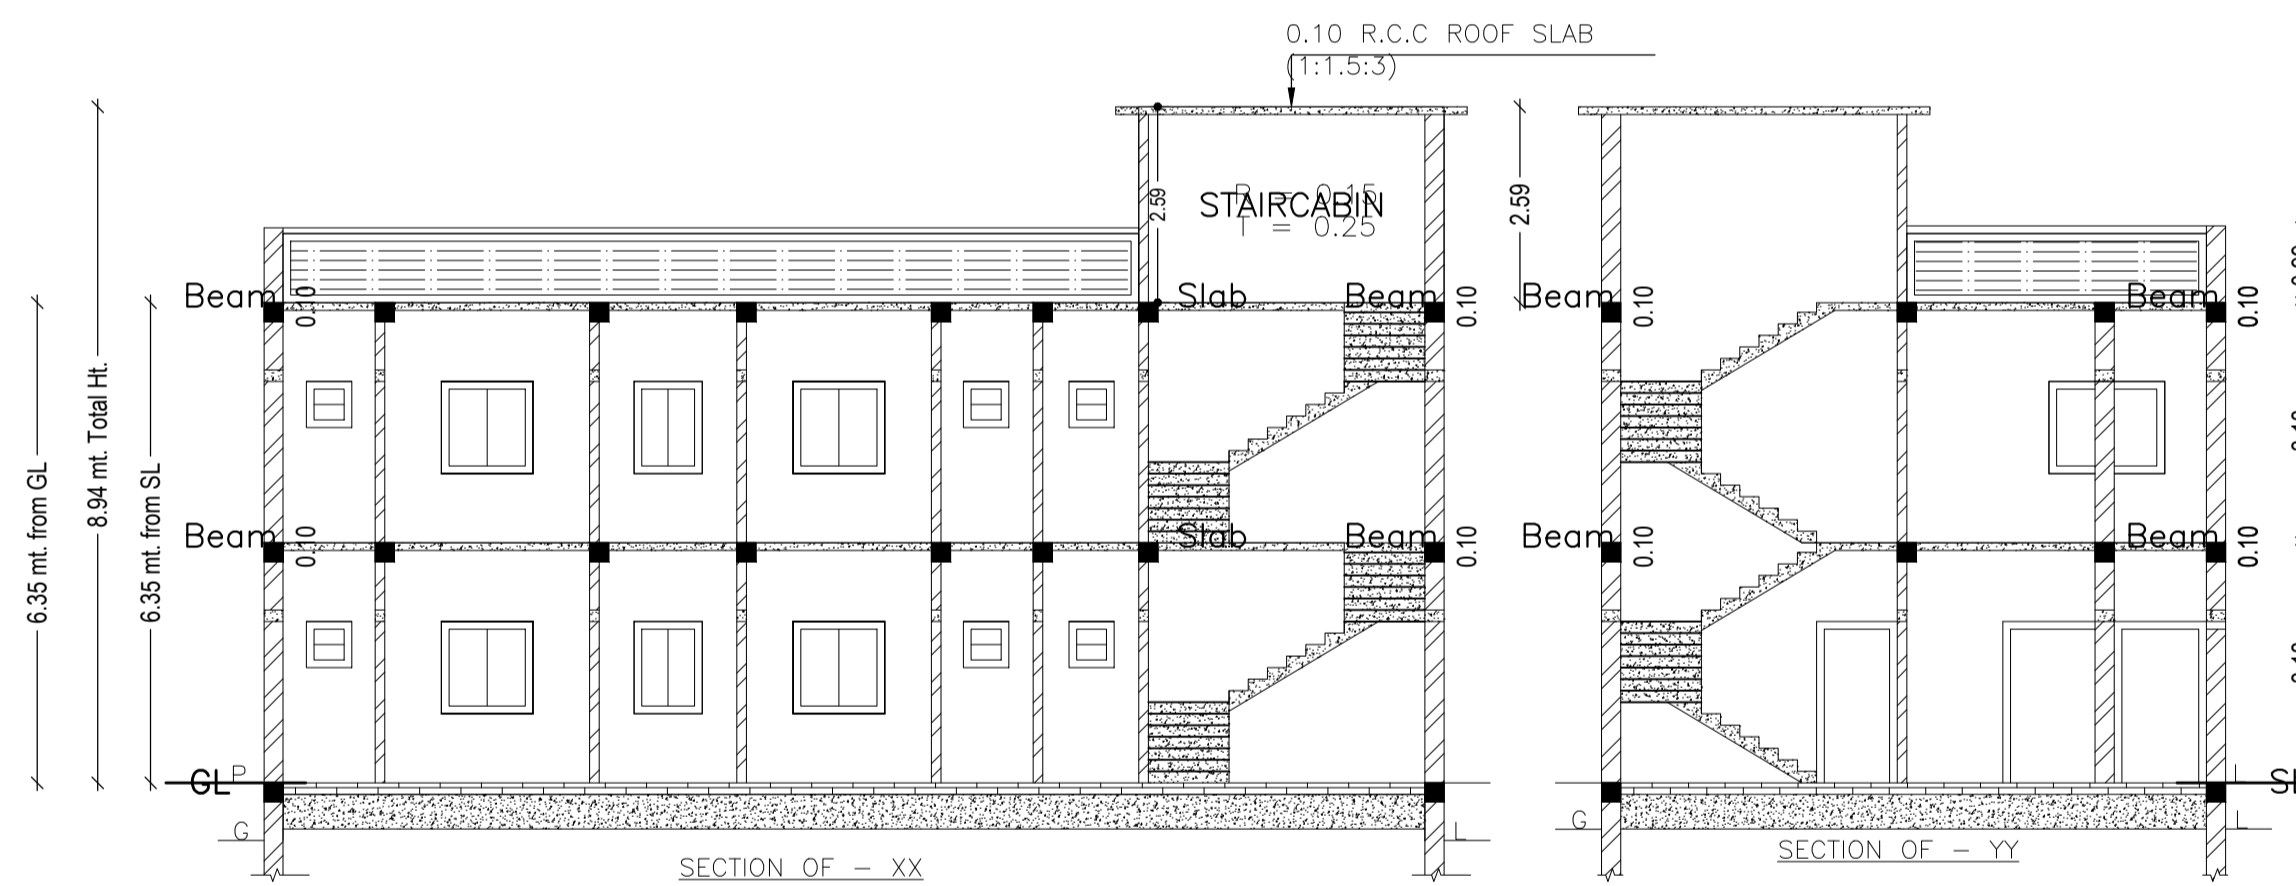 0.10 R.C.C ROOF SLAB
(1:1.5:3)
2.59
R = 0.15
STAIRCABIN
T = 0.25
2.59
Beam
0.10
Slab
Beam
0.10
Beam
0.10
Beam
0.10
8.94 mt. Total Ht.
6.35 mt. from GL
6.35 mt. from SL
Beam
0.10
Slab
Beam
0.10
Beam
0.10
Beam
0.10
GL
P
L
G
L
G
L
SECTION OF - XX
SECTION OF - YY